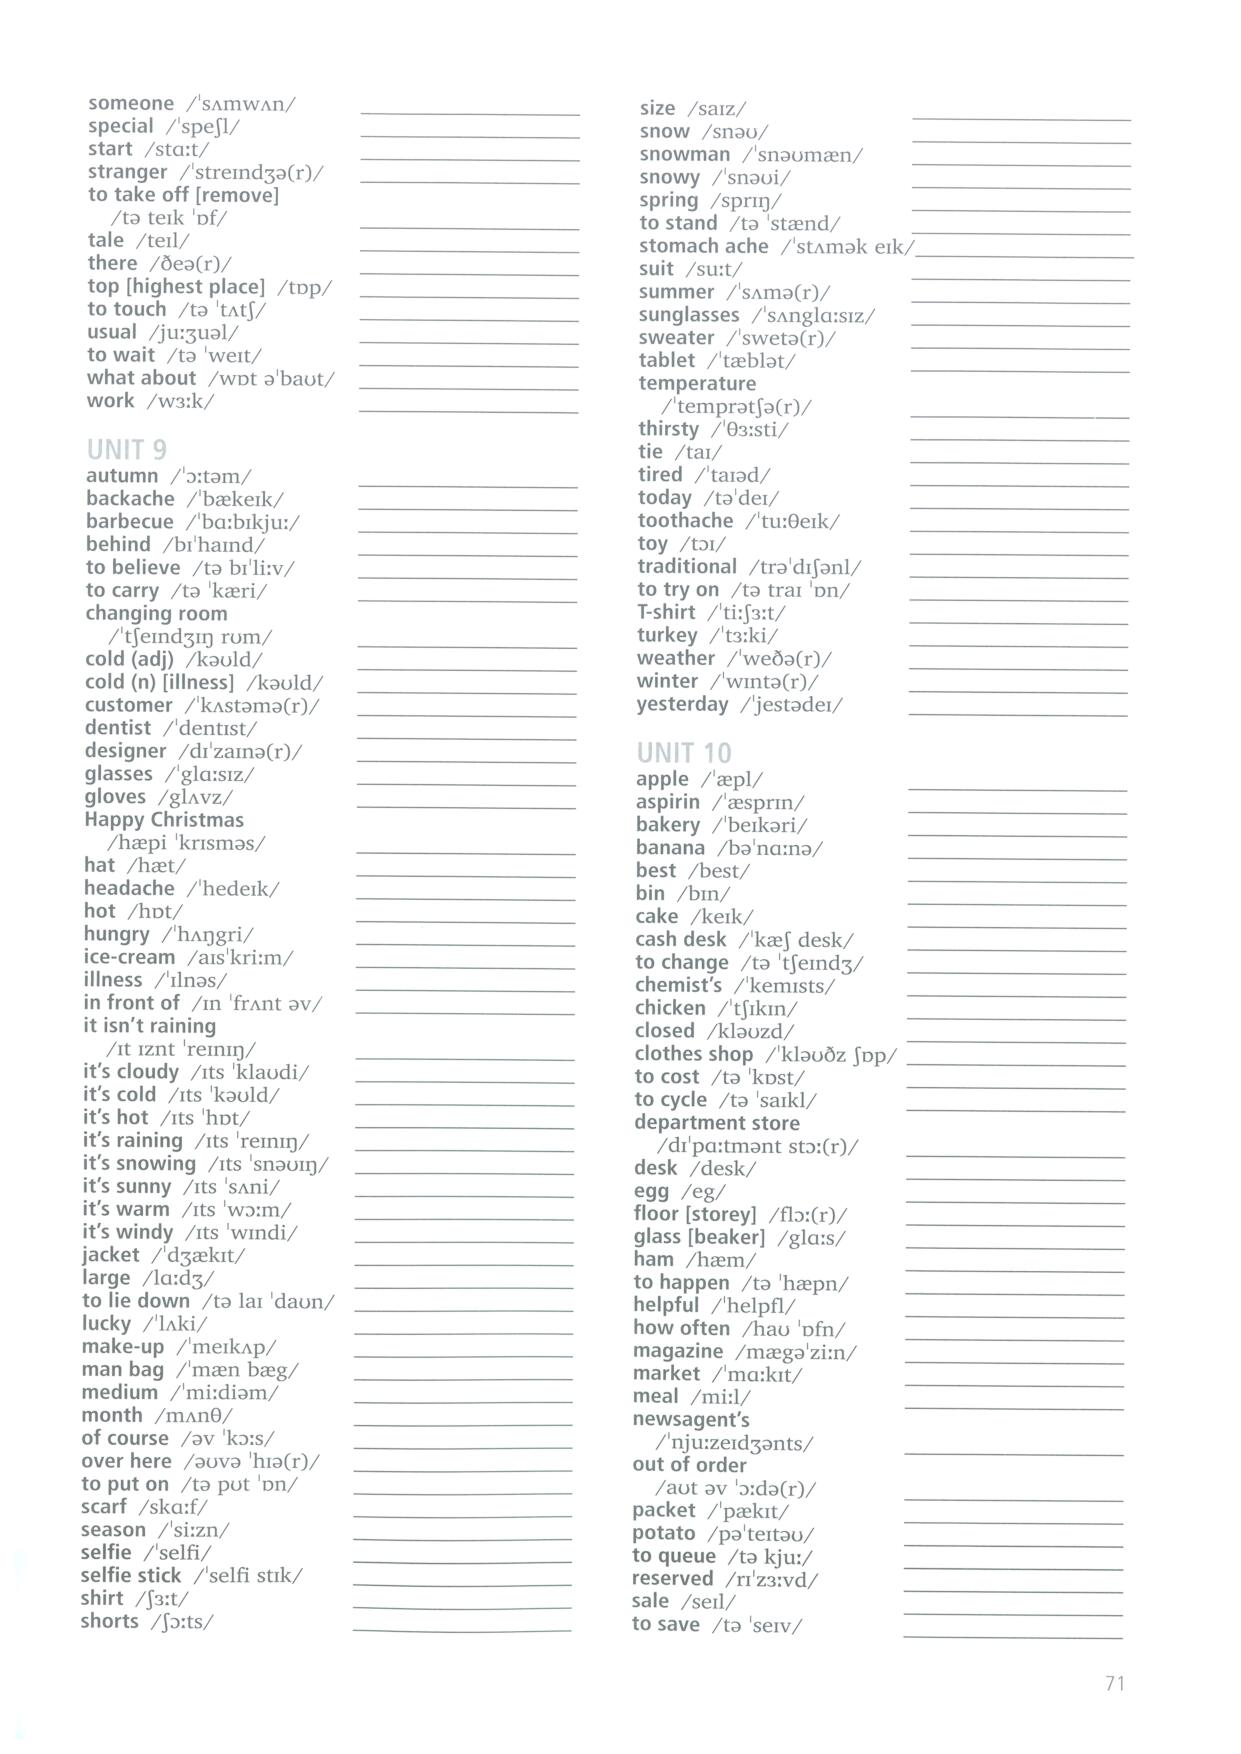 someone /ˈsʌmwʌn/
special /ˈspeʃl/
start /stɑːt/
stranger /ˈstreɪndʒə(r)/
to take off [remove]
/tə teɪk ˈɒf/
tale /teɪl/
there /ðeə(r)/
top [highest place] /tɒp/
to touch /tə ˈtʌtʃ/
usual /juːʒuəl/
to wait /tə ˈweɪt/
what about /wɒt əˈbaʊt/
work /wɜːk/
UNIT 9
autumn /ˈɔːtəm/
backache /ˈbækeɪk/
barbecue /ˈbɑːbɪkjuː/
behind /bɪˈhaɪnd/
to believe /tə bɪˈliːv/
to carry /tə ˈkæri/
changing room
/ˈtʃeɪndʒɪŋ rʊm/
cold (adj) /kəʊld/
cold (n) [illness] /kəʊld/
customer /ˈkʌstəmə(r)/
dentist /ˈdentɪst/
designer /dɪˈzaɪnə(r)/
glasses /ˈɡlɑːsɪz/
gloves /ɡlʌvz/
Happy Christmas
/hæpi ˈkrɪsməs/
hat /hæt/
headache /ˈhedeɪk/
hot /hɒt/
hungry /ˈhʌŋɡri/
ice-cream /aɪsˈkriːm/
illness /ˈɪlnəs/
in front of /ɪn ˈfrʌnt əv/
it isn't raining
/ɪt ɪznt ˈreɪnɪŋ/
it's cloudy /ɪts ˈklaʊdi/
it's cold /ɪts ˈkəʊld/
it's hot /ɪts ˈhɒt/
it's raining /ɪts ˈreɪnɪŋ/
it's snowing /ɪts ˈsnəʊɪŋ/
it's sunny /ɪts ˈsʌni/
it's warm /ɪts ˈwɔːm/
it's windy /ɪts ˈwɪndi/
jacket /ˈdʒækɪt/
large /lɑːdʒ/
to lie down /tə laɪ ˈdaʊn/
lucky /ˈlʌki/
make-up /ˈmeɪkʌp/
man bag /ˈmæn bæɡ/
medium /ˈmiːdiəm/
month /mʌnθ/
of course /əv ˈkɔːs/
over here /əʊvə ˈhɪə(r)/
to put on /tə pʊt ˈɒn/
scarf /skɑːf/
season /ˈsiːzn/
selfie /ˈselfi/
selfie stick /ˈselfi stɪk/
shirt /ʃɜːt/
shorts /ʃɔːts/
size /saɪz/
snow /snəʊ/
snowman /ˈsnəʊmæn/
snowy /ˈsnəʊi/
spring /sprɪŋ/
to stand /tə ˈstænd/
stomach ache /ˈstʌmək eɪk/
suit /suːt/
summer /ˈsʌmə(r)/
sunglasses /ˈsʌnɡlɑːsɪz/
sweater /ˈswetə(r)/
tablet /ˈtæblət/
temperature
/ˈtemprətʃə(r)/
thirsty /ˈθɜːsti/
tie /taɪ/
tired /ˈtaɪəd/
today /təˈdeɪ/
toothache /ˈtuːθeɪk/
toy /tɔɪ/
traditional /trəˈdɪʃənl/
to try on /tə traɪ ˈɒn/
T-shirt /ˈtiːʃɜːt/
turkey /ˈtɜːki/
weather /ˈweðə(r)/
winter /ˈwɪntə(r)/
yesterday /ˈjestədeɪ/
UNIT 10
apple /ˈæpl/
aspirin /ˈæsprɪn/
bakery /ˈbeɪkəri/
banana /bəˈnɑːnə/
best /best/
bin /bɪn/
cake /keɪk/
cash desk /ˈkæʃ desk/
to change /tə ˈtʃeɪndʒ/
chemist's /ˈkemɪsts/
chicken /ˈtʃɪkɪn/
closed /kləʊzd/
clothes shop /ˈkləʊðz ʃɒp/
to cost /tə ˈkɒst/
to cycle /tə ˈsaɪkl/
department store
/dɪˈpɑːtmənt stɔː(r)/
desk /desk/
egg /eɡ/
floor [storey] /flɔː(r)/
glass [beaker] /ɡlɑːs/
ham /hæm/
to happen /tə ˈhæpn/
helpful /ˈhelpfl/
how often /haʊ ˈɒfn/
magazine /mæɡəˈziːn/
market /ˈmɑːkɪt/
meal /miːl/
newsagent's
/ˈnjuːzeɪdʒənts/
out of order
/aʊt əv ˈɔːdə(r)/
packet /ˈpækɪt/
potato /pəˈteɪtəʊ/
to queue /tə kjuː/
reserved /rɪˈzɜːvd/
sale /seɪl/
to save /tə ˈseɪv/
71